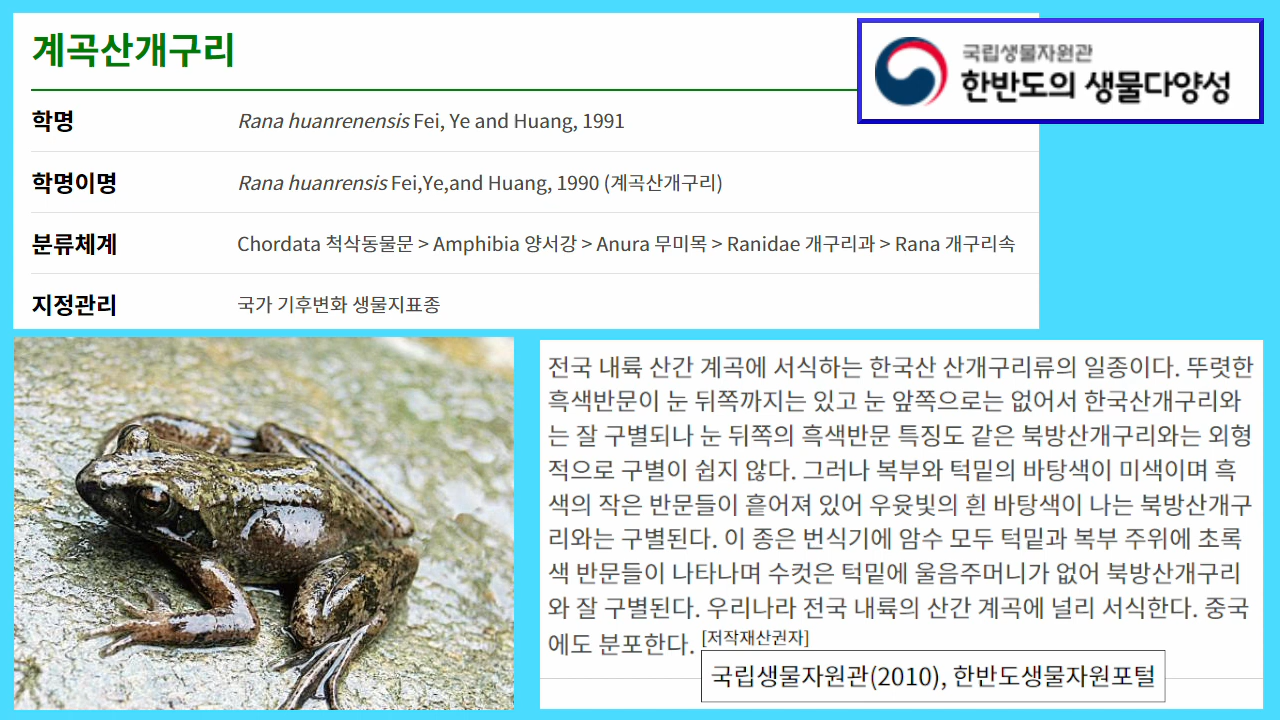 계곡산개구리
국립생물자원관
한반도의 생물다양성
학명 Rana huanrenensis Fei, Ye and Huang, 1991
학명이명 Rana huanrensis Fei,Ye,and Huang, 1990 (계곡산개구리)
분류체계 Chordata 척삭동물문 > Amphibia 양서강 > Anura 무미목 > Ranidae 개구리과 > Rana 개구리속
지정관리 국가 기후변화 생물지표종
전국 내륙 산간 계곡에 서식하는 한국산 산개구리류의 일종이다. 뚜렷한
흑색반문이 눈 뒤쪽까지는 있고 눈 앞쪽으로는 없어서 한국산개구리와
는 잘 구별되나 눈 뒤쪽의 흑색반문 특징도 같은 북방산개구리와는 외형
적으로 구별이 쉽지 않다. 그러나 복부와 턱밑의 바탕색이 미색이며 흑
색의 작은 반문들이 흩어져 있어 우윳빛의 흰 바탕색이 나는 북방산개구
리와는 구별된다. 이 종은 번식기에 암수 모두 턱밑과 복부 주위에 초록
색 반문들이 나타나며 수컷은 턱밑에 울음주머니가 없어 북방산개구리
와 잘 구별된다. 우리나라 전국 내륙의 산간 계곡에 널리 서식한다. 중국
에도 분포한다. [저작재산권자]
국립생물자원관(2010), 한반도생물자원포털